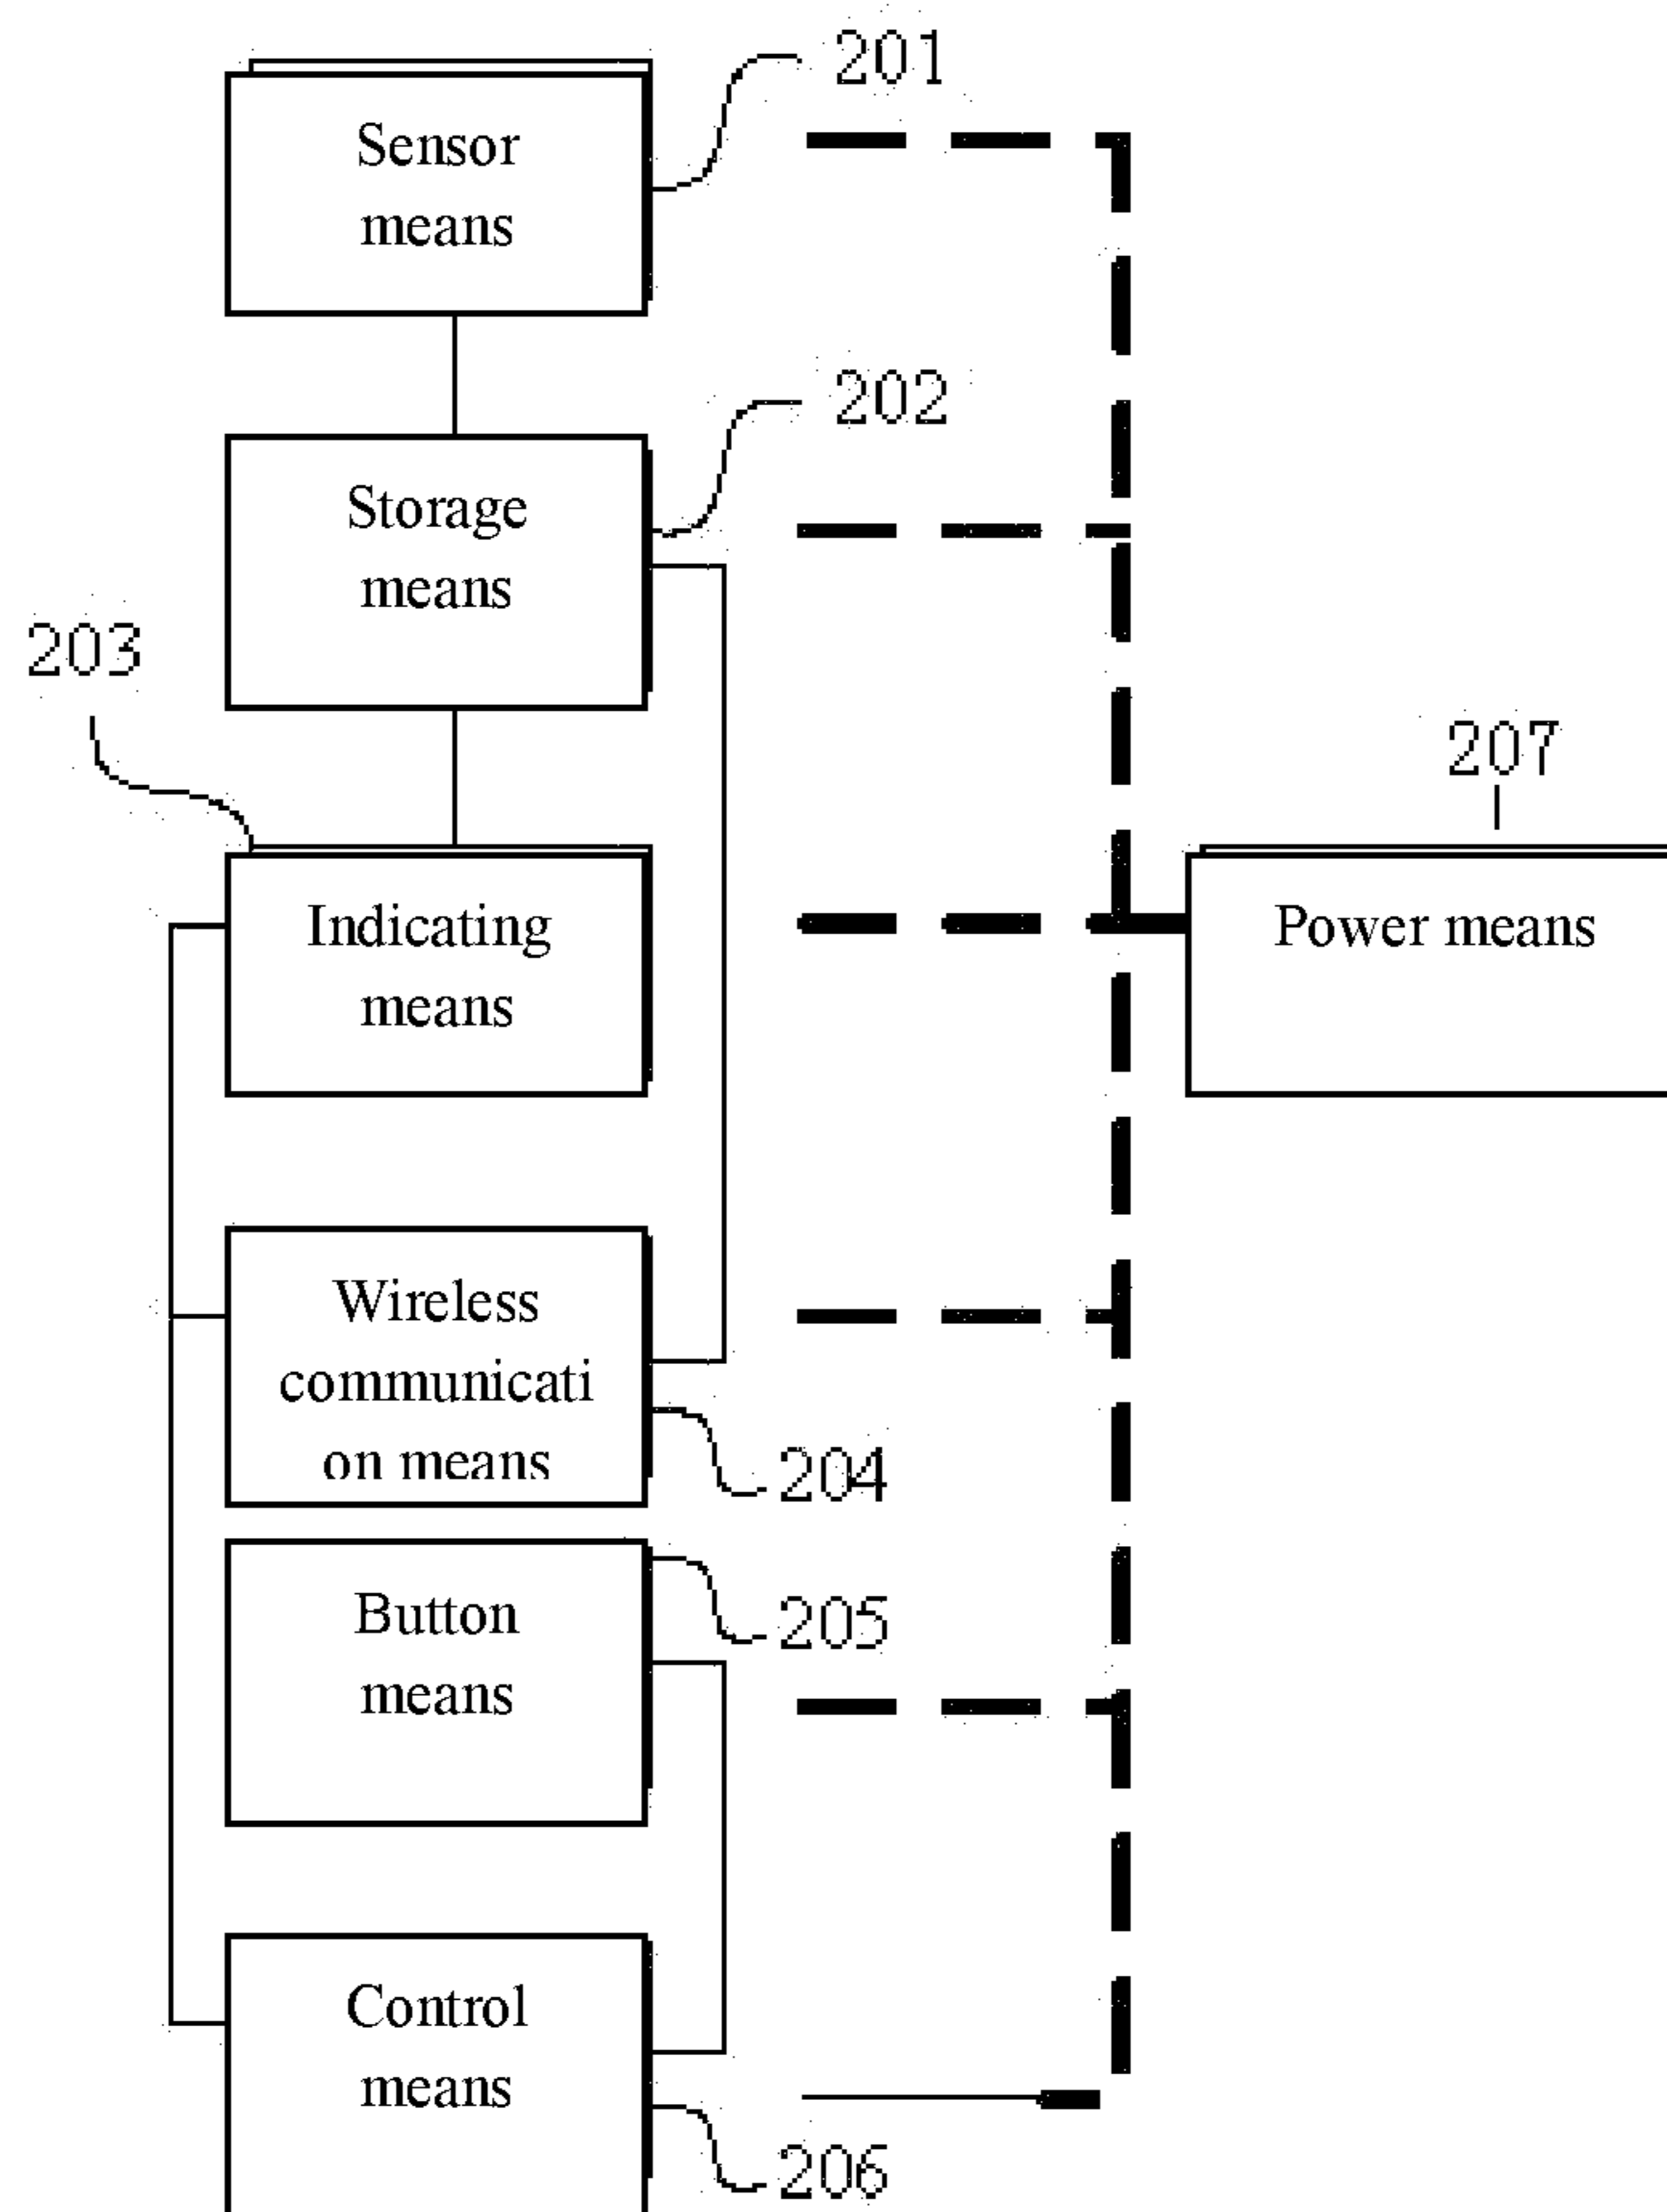 201
Sensor
means
202
Storage
means
203
207
Indicating
means
Power means
Wireless
communicati
on means
204
Button
means
205
Control
means
206